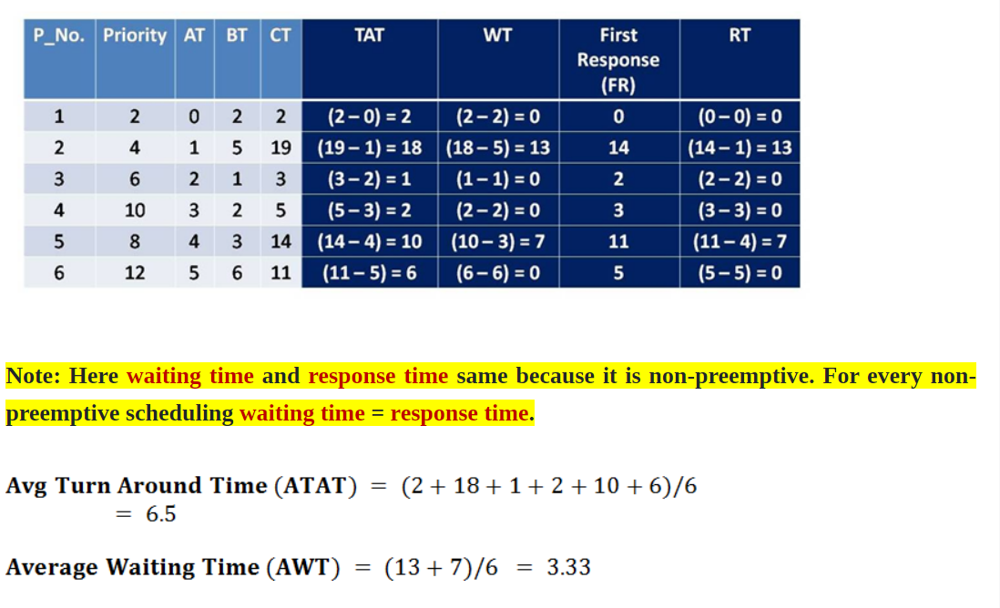 P_No. Priority AT BT CT TAT WT First Response (FR) RT
1 2 0 2 2 (2 – 0) = 2 (2 – 2) = 0 0 (0 – 0) = 0
2 4 1 5 19 (19 – 1) = 18 (18 – 5) = 13 14 (14 – 1) = 13
3 6 2 1 3 (3 – 2) = 1 (1 – 1) = 0 2 (2 – 2) = 0
4 10 3 2 5 (5 – 3) = 2 (2 – 2) = 0 3 (3 – 3) = 0
5 8 4 3 14 (14 – 4) = 10 (10 – 3) = 7 11 (11 – 4) = 7
6 12 5 6 11 (11 – 5) = 6 (6 – 6) = 0 5 (5 – 5) = 0
Note: Here waiting time and response time same because it is non-preemptive. For every non-
preemptive scheduling waiting time = response time.
Avg Turn Around Time (ATAT) = (2 + 18 + 1 + 2 + 10 + 6)/6
= 6.5
Average Waiting Time (AWT) = (13 + 7)/6 = 3.33